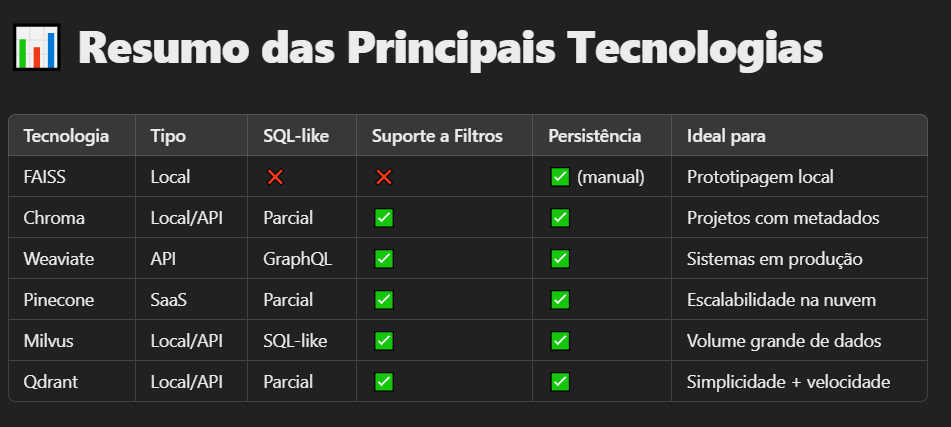 Resumo das Principais Tecnologias
Tecnologia Tipo SQL-like Suporte a Filtros Persistência Ideal para
FAISS Local ❌ ❌ ✅ (manual) Prototipagem local
Chroma Local/API Parcial ✅ ✅ Projetos com metadados
Weaviate API GraphQL ✅ ✅ Sistemas em produção
Pinecone SaaS Parcial ✅ ✅ Escalabilidade na nuvem
Milvus Local/API SQL-like ✅ ✅ Volume grande de dados
Qdrant Local/API Parcial ✅ ✅ Simplicidade + velocidade